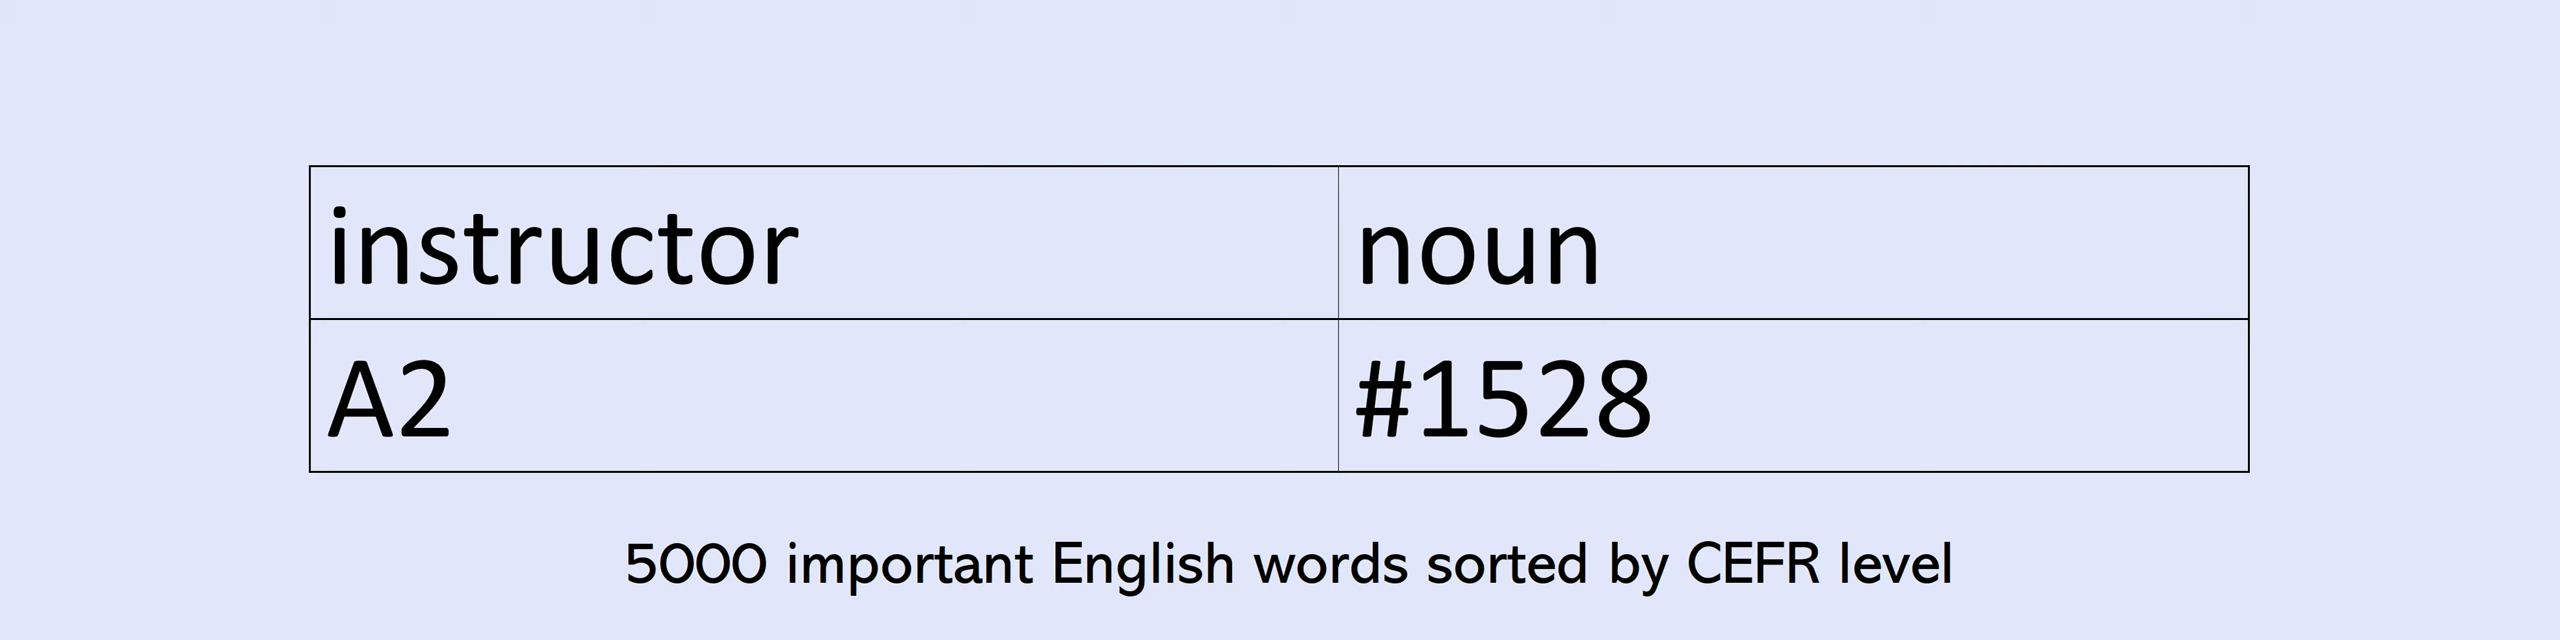 instructor noun
A2 #1528
5000 important English words sorted by CEFR level